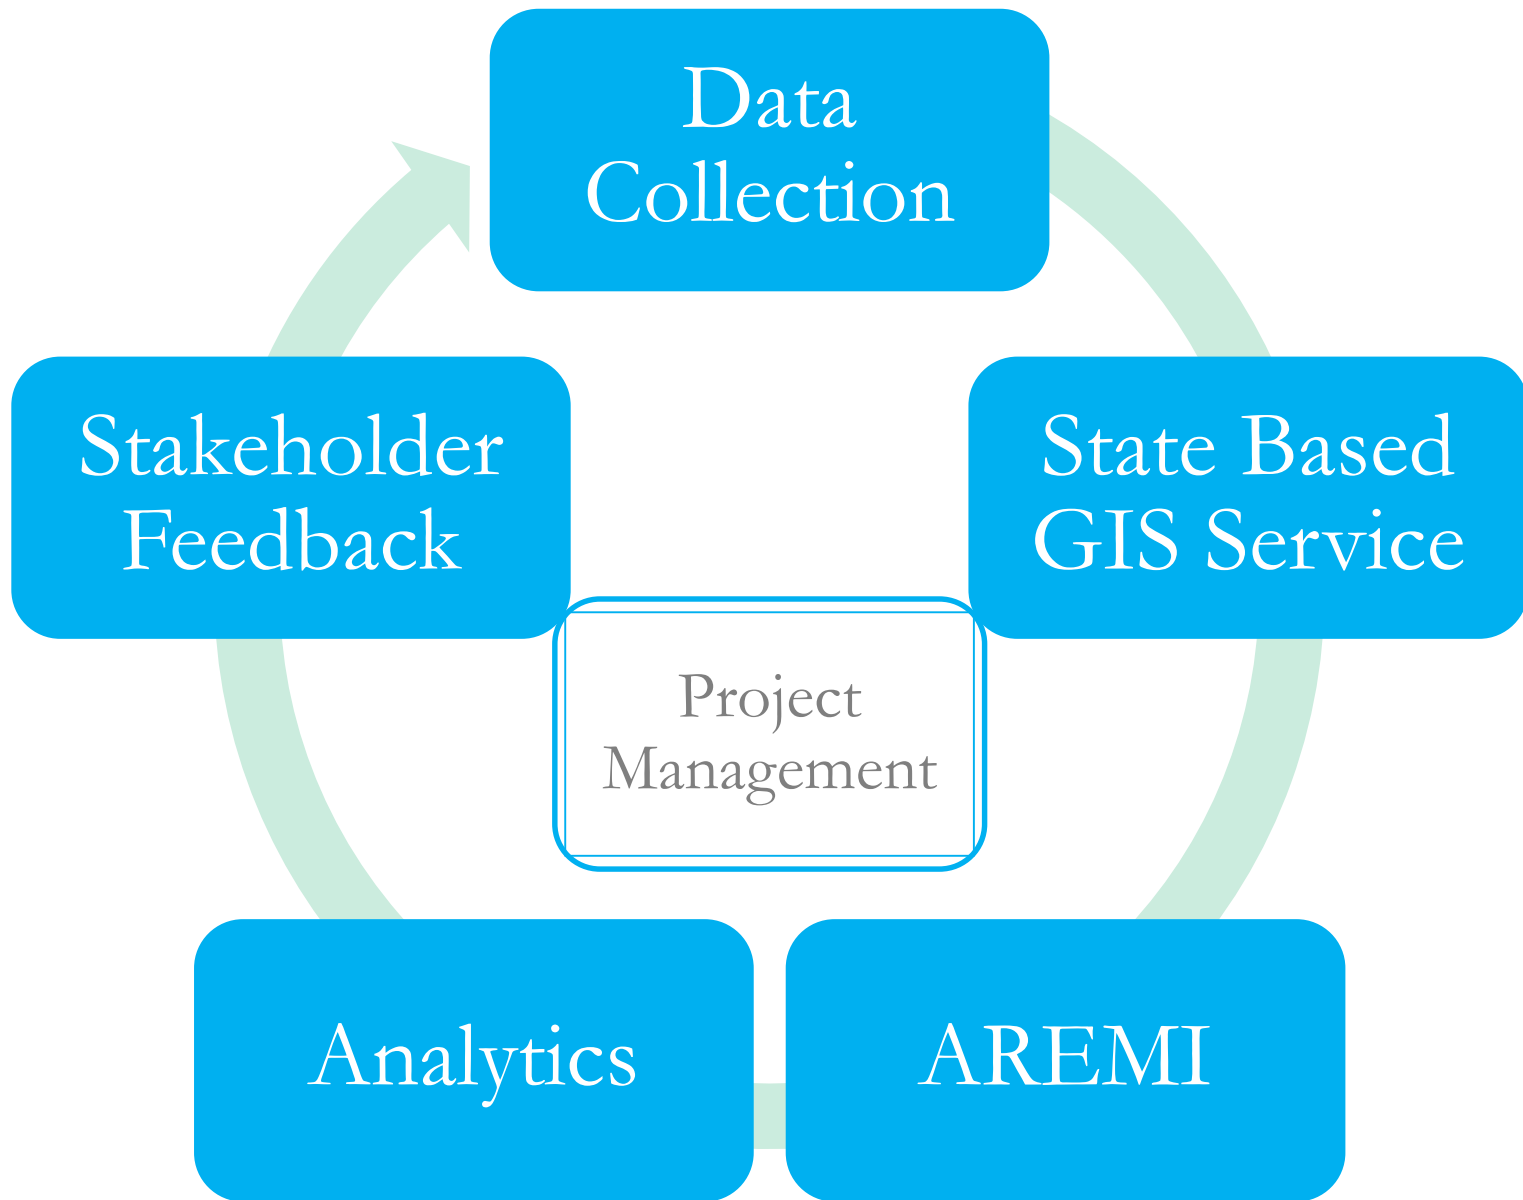 Data
Collection
State Based
GIS Service
AREMI
Analytics
Stakeholder
Feedback
Project
Management